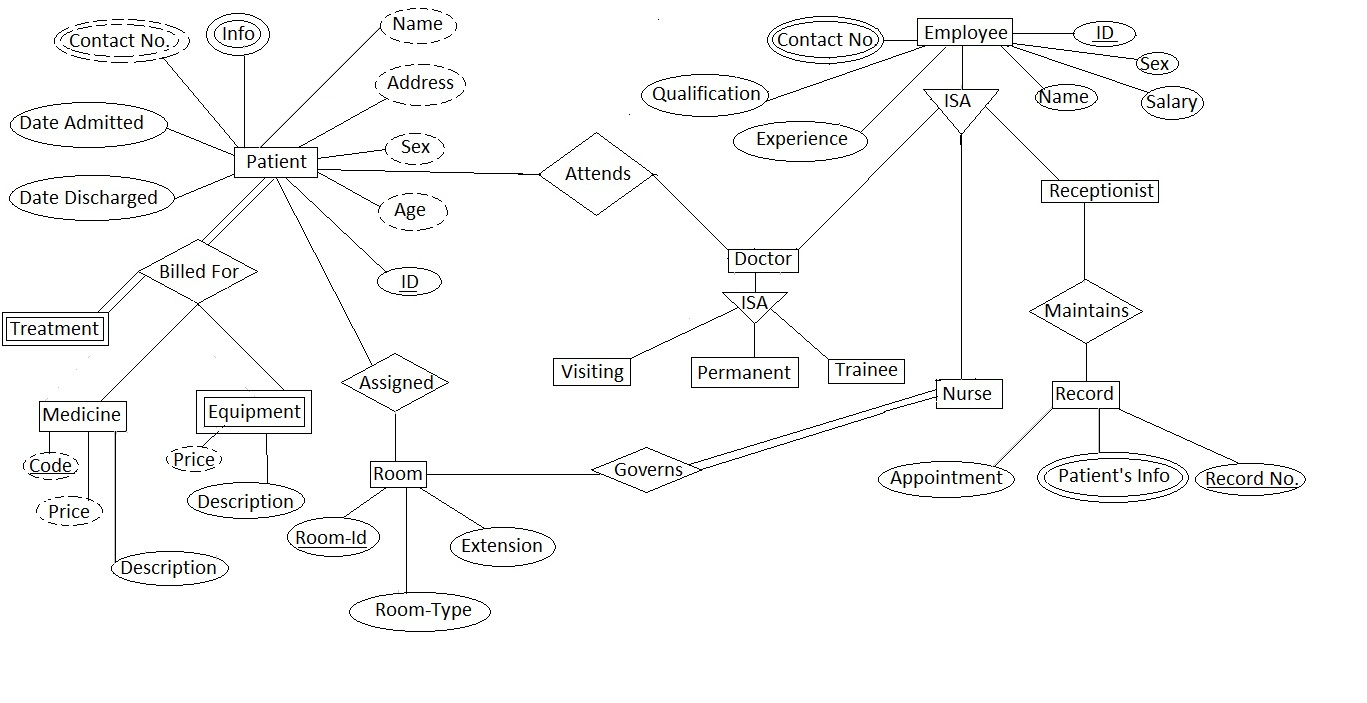 Contact No.
Info
Name
Address
Date Admitted
Sex
Patient
Date Discharged
Age
ID
Billed For
Treatment
Medicine
Equipment
Code
Price
Price
Description
Description
Assigned
Room
Room-Id
Extension
Room-Type
Governs
Attends
Employee
Contact No.
ID
Sex
Qualification
Name
Salary
Experience
ISA
Receptionist
Doctor
ISA
Visiting
Permanent
Trainee
Nurse
Maintains
Record
Appointment
Patient's Info
Record No.